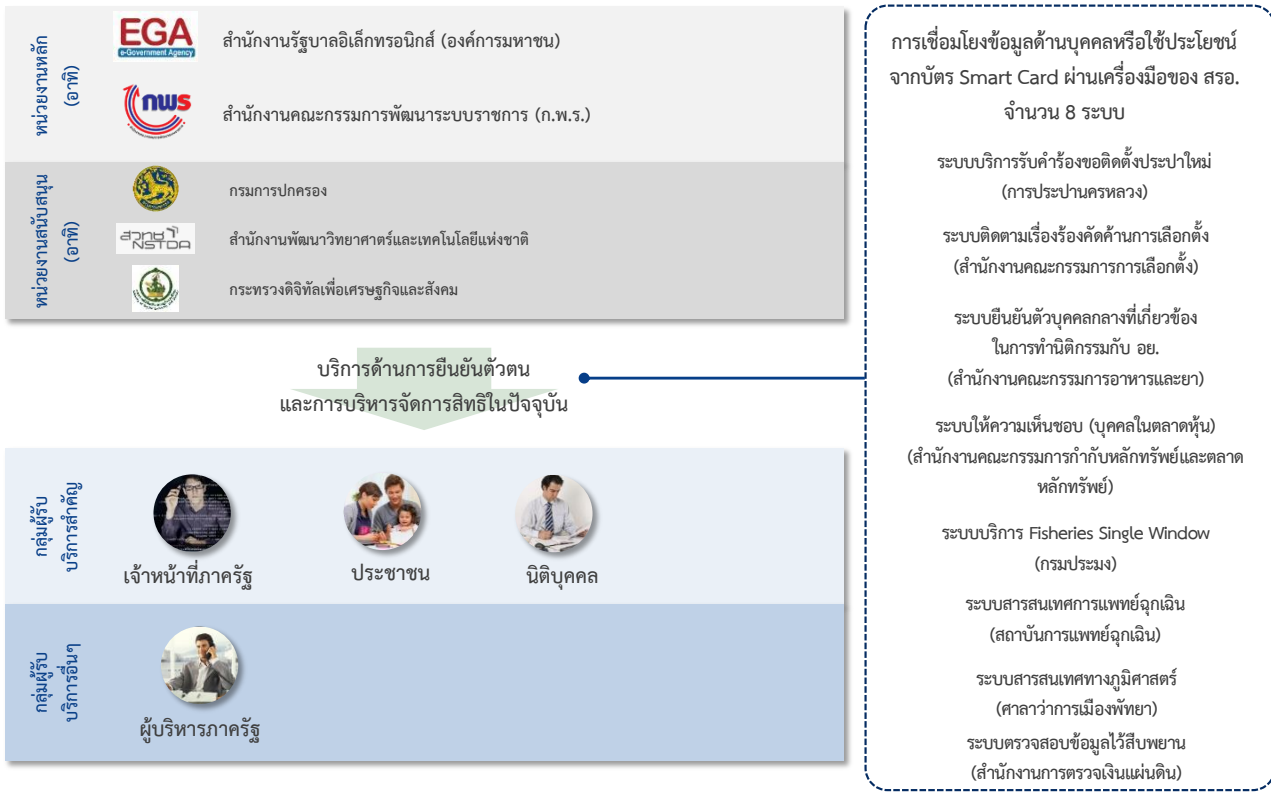 หน่วยงานหลัก
(อาทิ)
EGA
e-Government Agency
สำนักงานรัฐบาลอิเล็กทรอนิกส์ (องค์การมหาชน)
กพร
สำนักงานคณะกรรมการพัฒนาระบบราชการ (ก.พ.ร.)
หน่วยงานสนับสนุน
(อาทิ)
กรมการปกครอง
สวทช
NSTDA
สำนักงานพัฒนาวิทยาศาตร์และเทคโนโลยีแห่งชาติ
กระทรวงดิจิทัลเพื่อเศรษฐกิจและสังคม
บริการด้านการยืนยันตัวตน
และการบริหารจัดการสิทธิในปัจจุบัน
กลุ่มผู้รับ
บริการสำคัญ
เจ้าหน้าที่ภาครัฐ
ประชาชน
นิติบุคคล
กลุ่มผู้รับ
บริการอื่นๆ
ผู้บริหารภาครัฐ
การเชื่อมโยงข้อมูลด้านบุคคลหรือใช้ประโยชน์
จากบัตร Smart Card ผ่านเครื่องมือของ สรอ.
จำนวน 8 ระบบ
ระบบบริการรับคำร้องขอติดตั้งประปาใหม่
(การประปานครหลวง)
ระบบติดตามเรื่องร้องคัดค้านการเลือกตั้ง
(สำนักงานคณะกรรมการการเลือกตั้ง)
ระบบยืนยันตัวบุคคลกลางที่เกี่ยวข้อง
ในการทำนิติกรรมกับ อย.
(สำนักงานคณะกรรมการอาหารและยา)
ระบบให้ความเห็นชอบ (บุคคลในตลาดหุ้น)
(สำนักงานคณะกรรมการกำกับหลักทรัพย์และตลาด
หลักทรัพย์)
ระบบบริการ Fisheries Single Window
(กรมประมง)
ระบบสารสนเทศการแพทย์ฉุกเฉิน
(สถาบันการแพทย์ฉุกเฉิน)
ระบบสารสนเทศทางภูมิศาสตร์
(ศาลาว่าการเมืองพัทยา)
ระบบตรวจสอบข้อมูลไว้สืบพยาน
(สำนักงานการตรวจเงินแผ่นดิน)